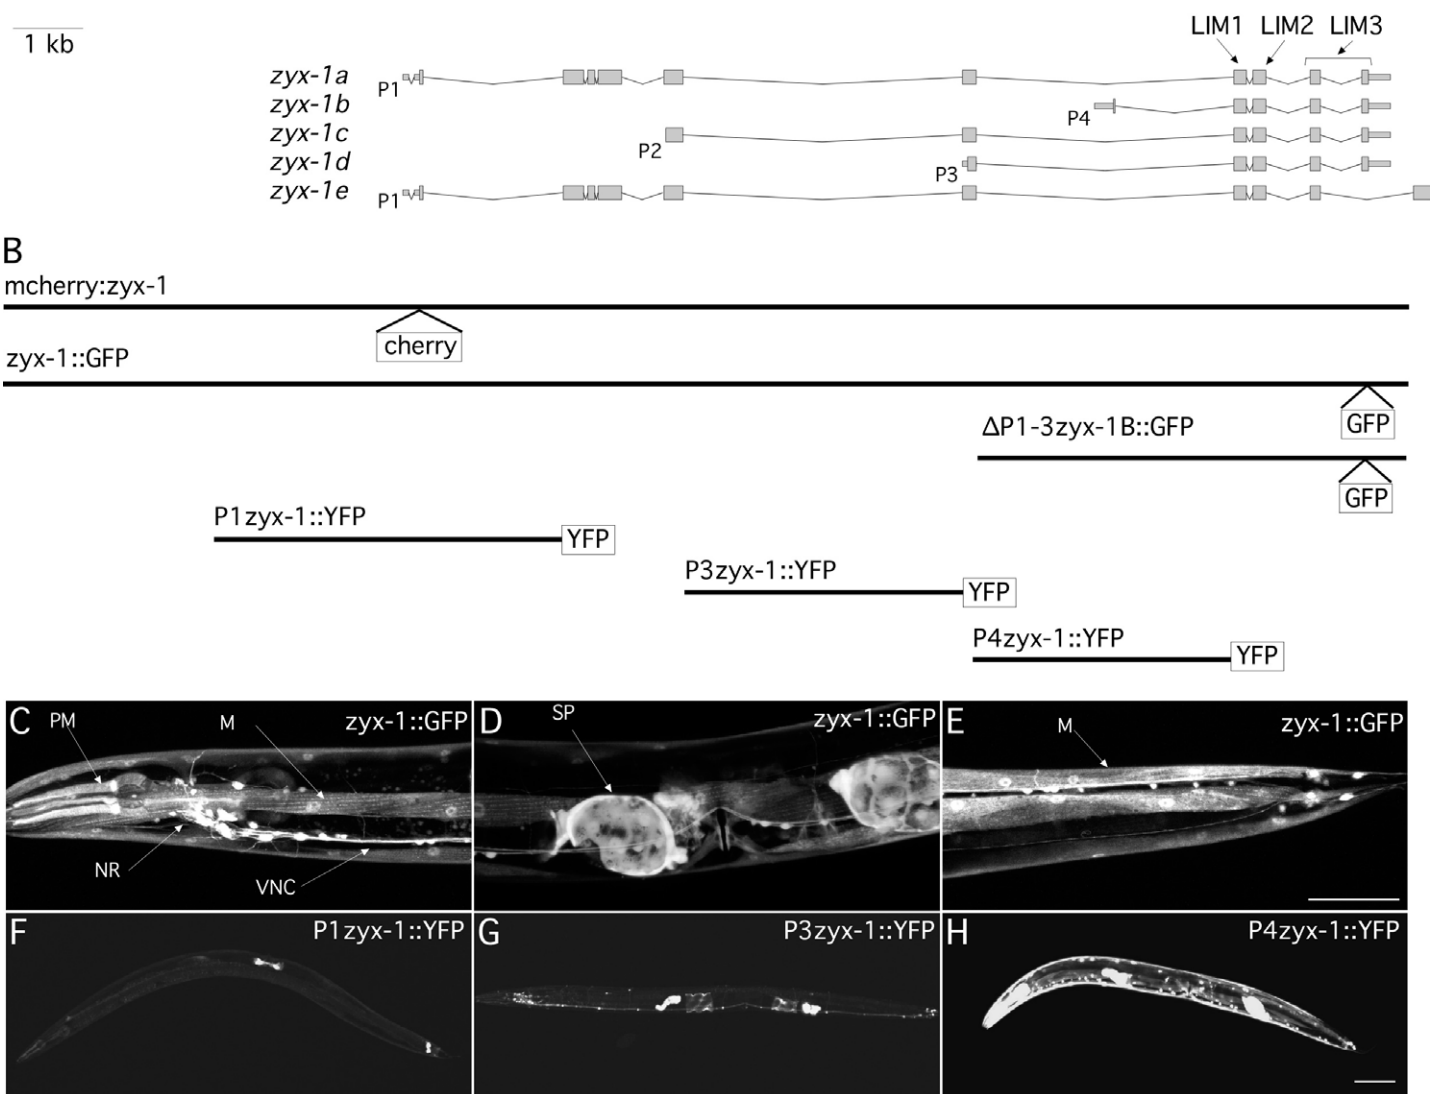 1 kb
LIM1 LIM2 LIM3
zyx-1a
P1
zyx-1b
P4
zyx-1c
P2
zyx-1d
P3
zyx-1e
P1
B
mcherry:zyx-1
cherry
zyx-1::GFP
GFP
ΔP1-3zyx-1B::GFP
GFP
P1zyx-1::YFP
YFP
P3zyx-1::YFP
YFP
P4zyx-1::YFP
YFP
C PM M zyx-1::GFP
NR
VNC
D SP zyx-1::GFP
E M zyx-1::GFP
F P1zyx-1::YFP
G P3zyx-1::YFP
H P4zyx-1::YFP